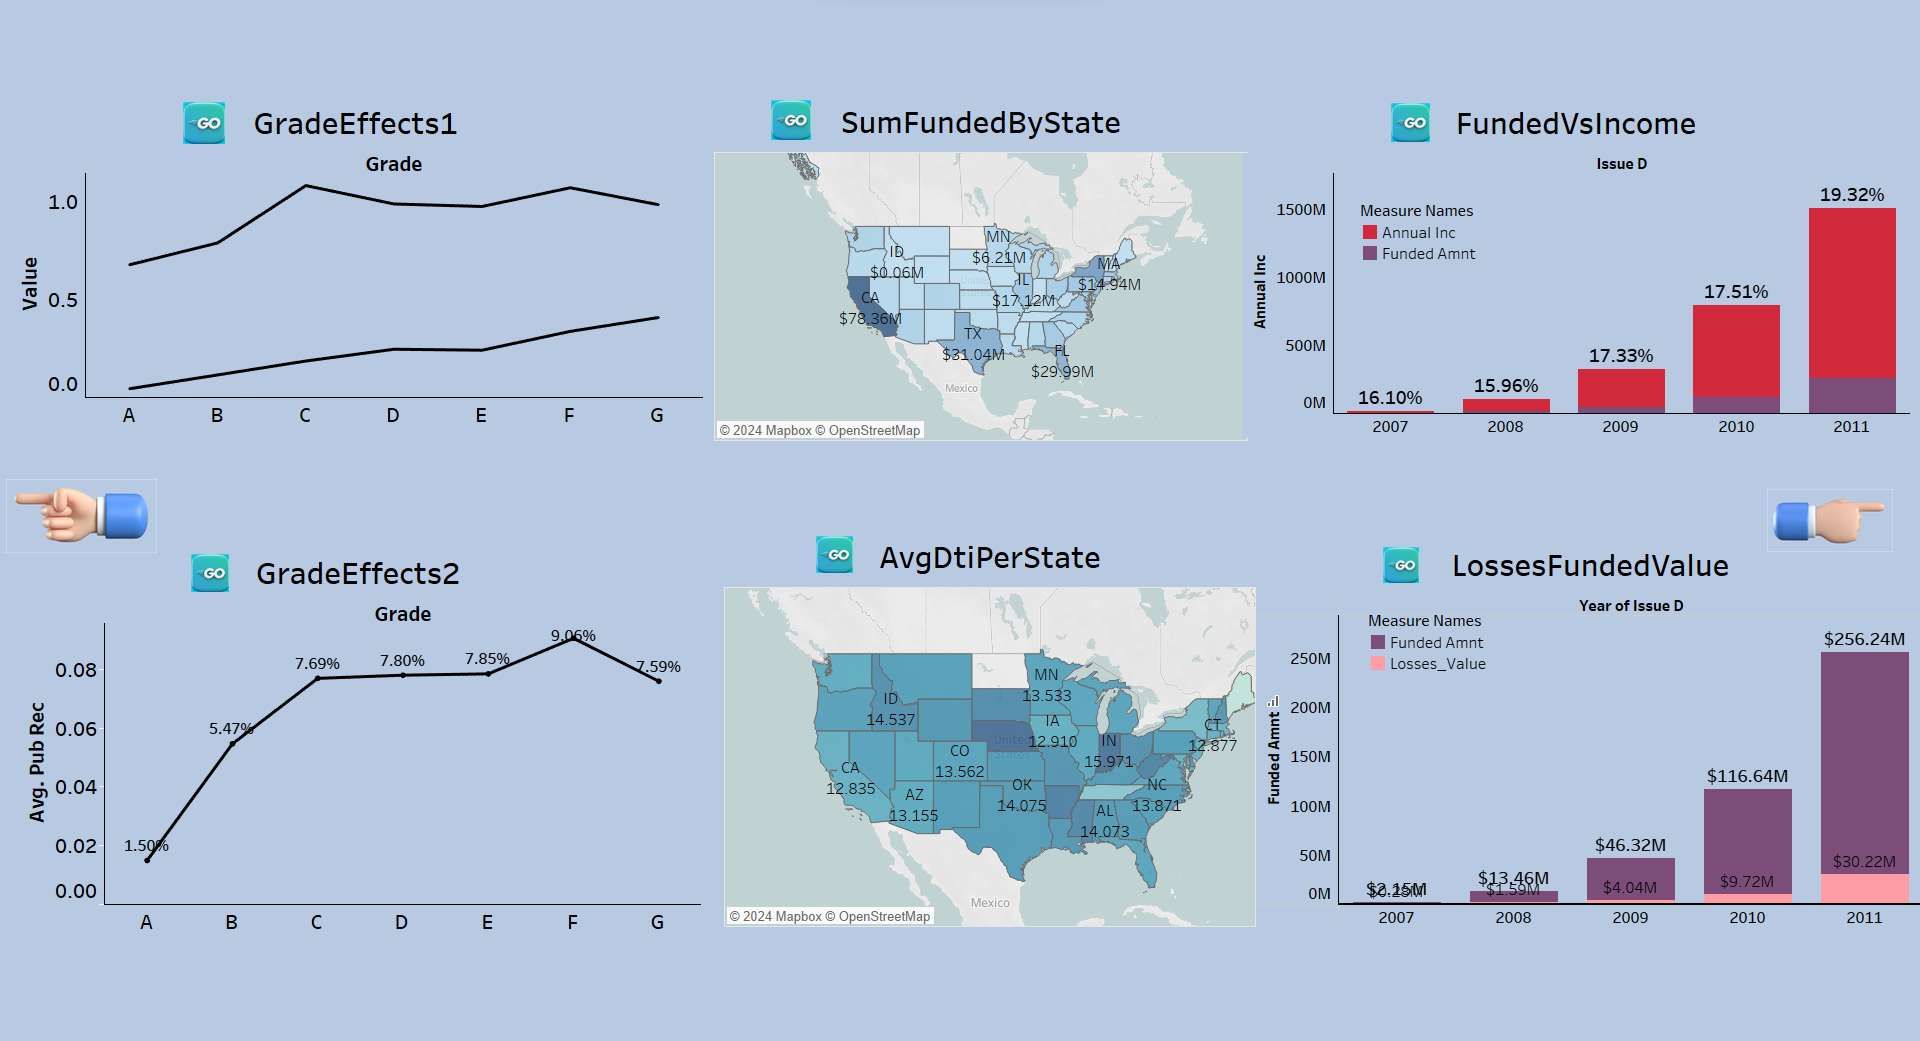 GO
GradeEffects1
Grade
Value
1.0
0.5
0.0
A B C D E F G
GO
SumFundedByState
MN
$6.21M
ID
$0.06M
MA
$14.94M
IL
$17.12M
CA
$78.36M
TX
$31.04M
FL
$29.99M
United
Mexico
© 2024 Mapbox © OpenStreetMap
GO
FundedVsIncome
Issue D
Annual Inc
Measure Names
Annual Inc
Funded Amnt
1500M
1000M
500M
0M
16.10%
15.96%
17.33%
17.51%
19.32%
2007 2008 2009 2010 2011
GO
GradeEffects2
Grade
Avg. Pub Rec
0.08
0.06
0.04
0.02
0.00
1.50%
5.47%
7.69%
7.80%
7.85%
9.06%
7.59%
A B C D E F G
GO
AvgDtiPerState
MN
13.533
ID
14.537
IA
12.910
CT
12.877
United
States
IN
15.971
CO
13.562
CA
12.835
OK
14.075
NC
13.871
AZ
13.155
AL
14.073
Mexico
© 2024 Mapbox © OpenStreetMap
GO
LossesFundedValue
Year of Issue D
Funded Amnt
Measure Names
Funded Amnt
Losses_Value
250M
200M
150M
100M
50M
0M
$2.15M
$13.46M
$1.59M
$46.32M
$4.04M
$116.64M
$9.72M
$256.24M
$30.22M
2007 2008 2009 2010 2011